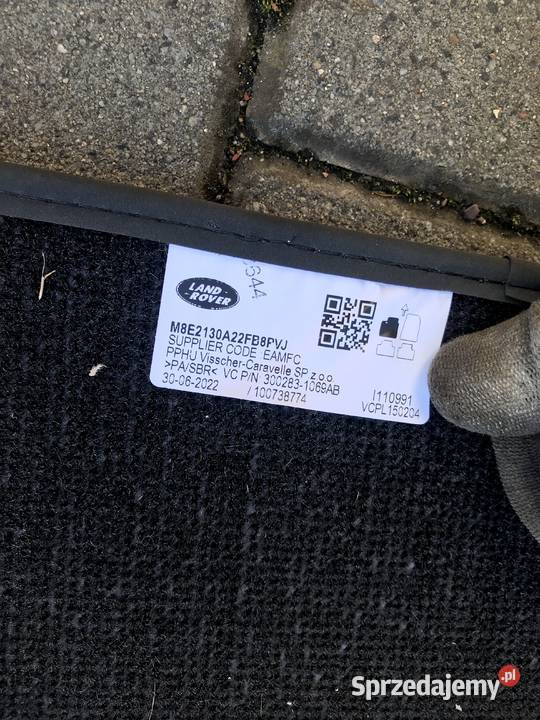 LAND
ROVER
M8E2130A22FB8PVJ
SUPPLIER CODE EAMFC
PPHU Visscher-Caravelle SP z.o.o
>PA/SBR< VC P/N 300283-1069AB
30-06-2022 / 100738774
I110991
VCPL150204
Sprzedajemy.pl